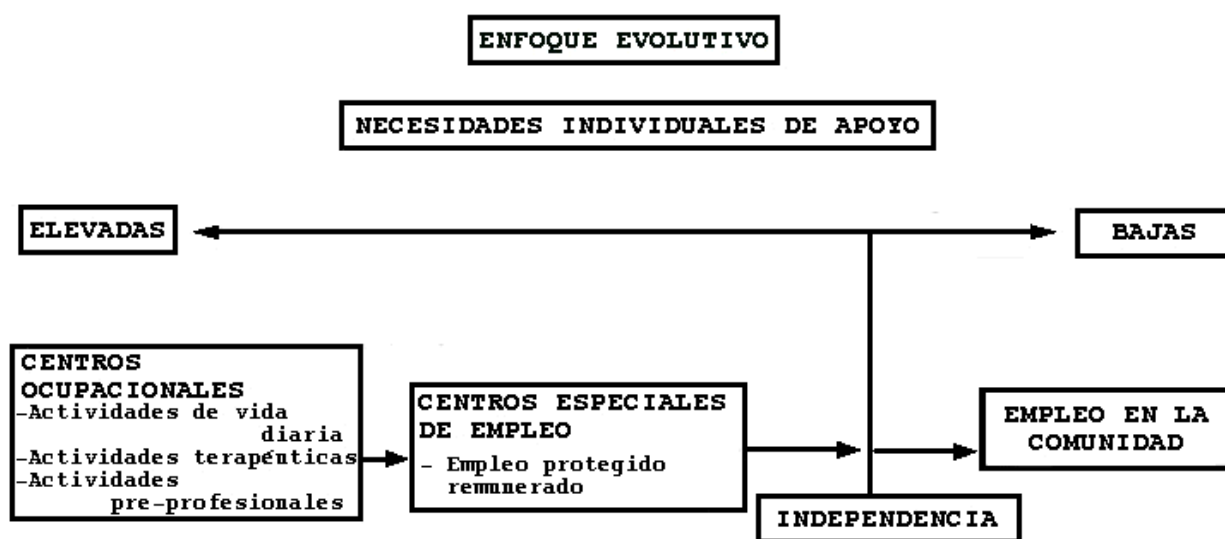 ENFOQUE EVOLUTIVO
NECESIDADES INDIVIDUALES DE APOYO
ELEVADAS
BAJAS
CENTROS
OCUPACIONALES
-Actividades de vida
diaria
-Actividades terapénticas
-Actividades
pre-profesionales
CENTROS ESPECIALES
DE EMPLEO
- Empleo protegido
remunerado
EMPLEO EN LA
COMUNIDAD
INDEPENDENCIA